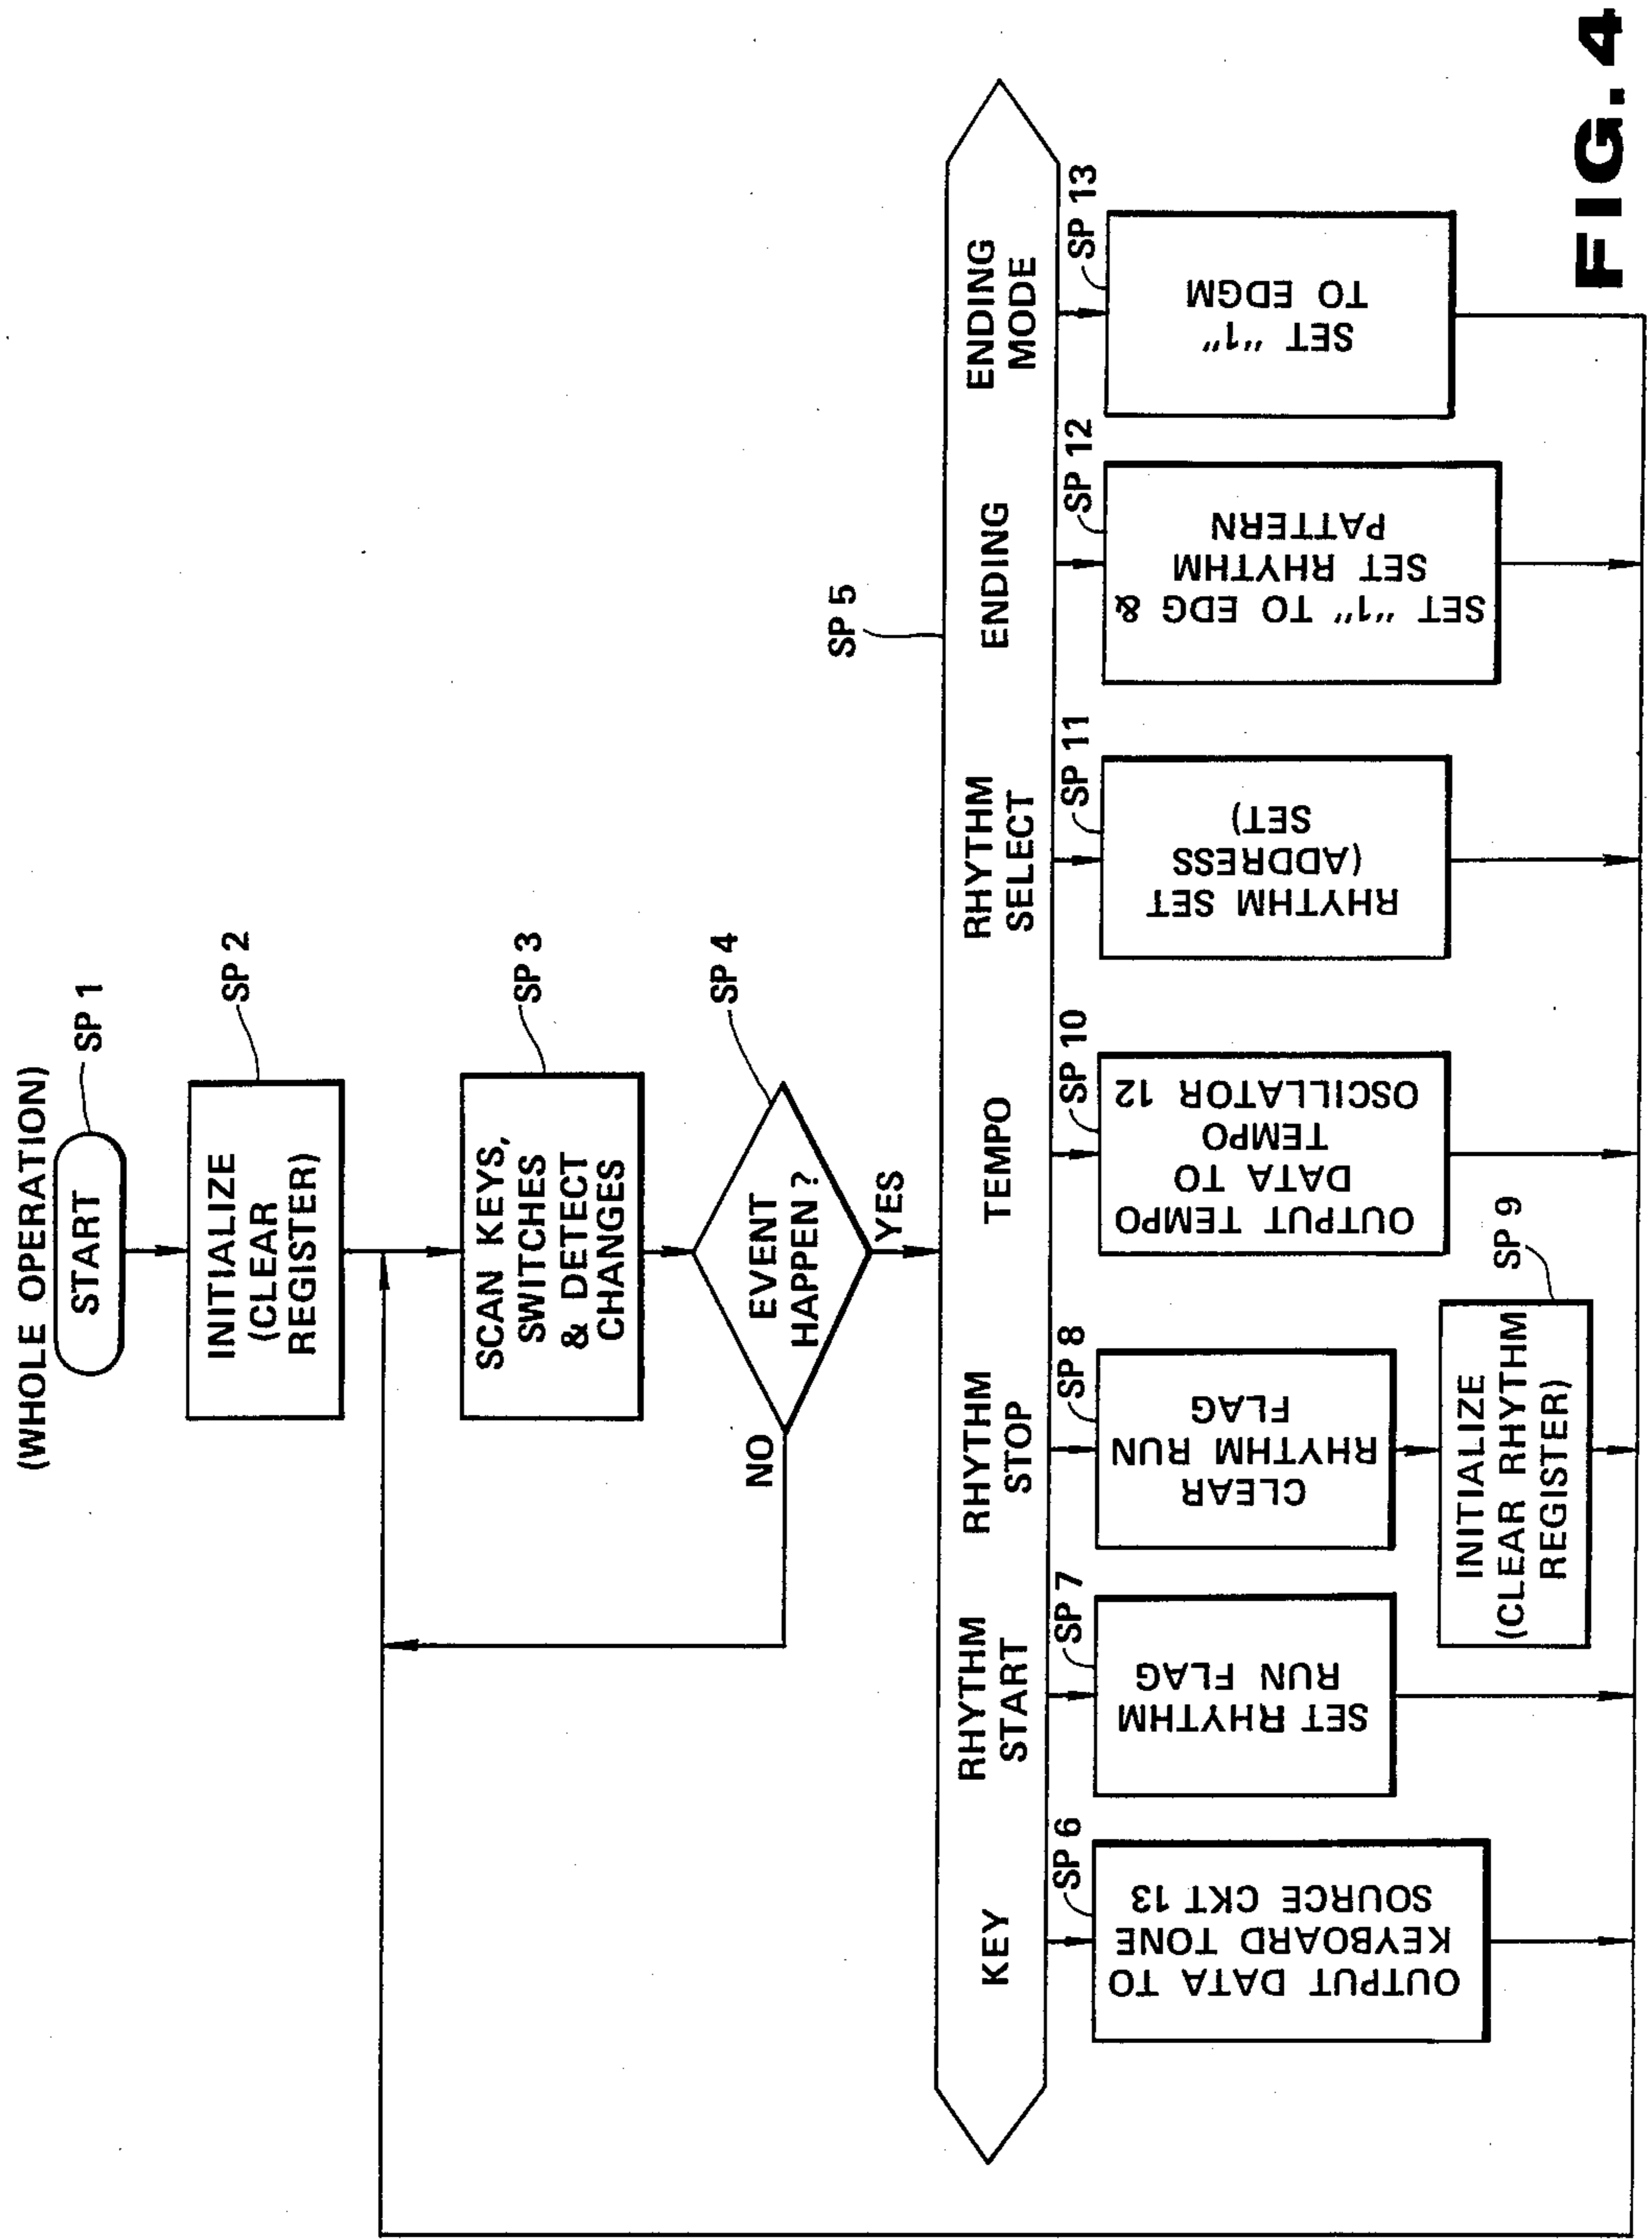 (WHOLE OPERATION)
START
SP 1
INITIALIZE
(CLEAR
REGISTER)
SP 2
SCAN KEYS,
SWITCHES
& DETECT
CHANGES
SP 3
EVENT
HAPPEN ?
SP 4
NO
YES
SP 5
KEY
RHYTHM
START
RHYTHM
STOP
TEMPO
RHYTHM
SELECT
ENDING
ENDING
MODE
SP 6
OUTPUT DATA TO
KEYBOARD TONE
SOURCE CKT 13
SP 7
SET RHYTHM
RUN FLAG
SP 8
CLEAR
RHYTHM RUN
FLAG
SP 9
INITIALIZE
(CLEAR RHYTHM
REGISTER)
SP 10
OUTPUT TEMPO
DATA TO
TEMPO
OSCILLATOR 12
SP 11
RHYTHM SET
(ADDRESS
SET)
SP 12
SET "1" TO EDG &
SET RHYTHM
PATTERN
SP 13
SET "1"
TO EDGM
FIG. 4